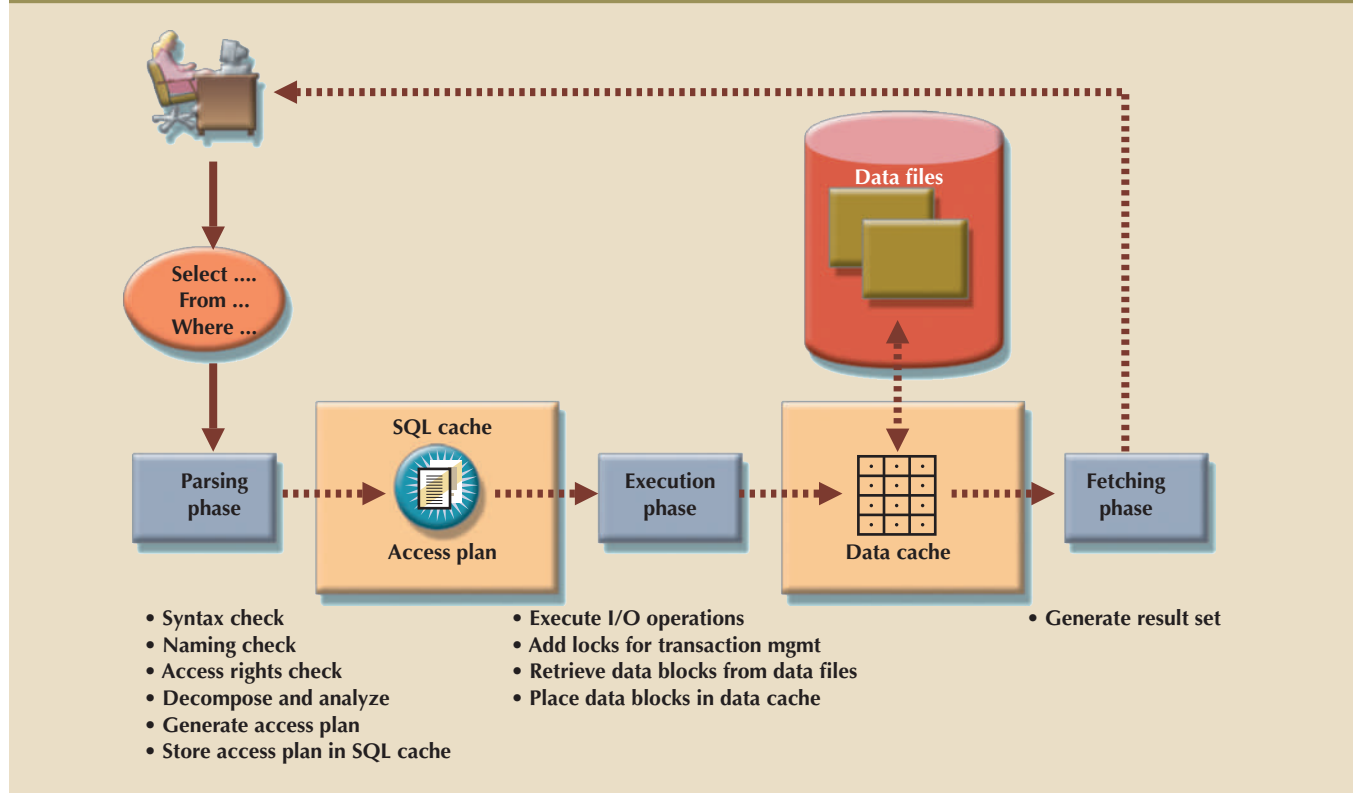 Data files
Select ....
From ...
Where ...
Parsing
phase
SQL cache
Access plan
Execution
phase
Data cache
Fetching
phase
• Syntax check
• Naming check
• Access rights check
• Decompose and analyze
• Generate access plan
• Store access plan in SQL cache
• Execute I/O operations
• Add locks for transaction mgmt
• Retrieve data blocks from data files
• Place data blocks in data cache
• Generate result set